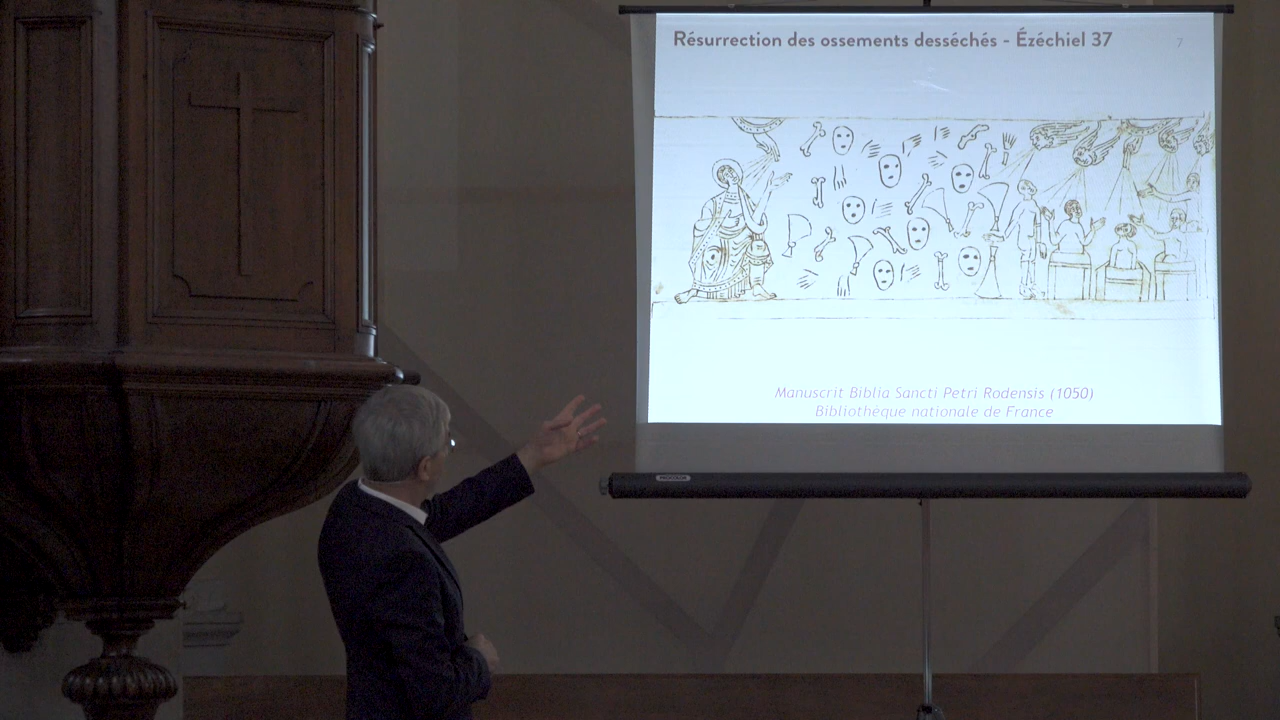 Résurrection des ossements desséchés - Ézéchiel 37
7
Manuscrit Biblia Sancti Petri Rodensis (1050)
Bibliothèque nationale de France